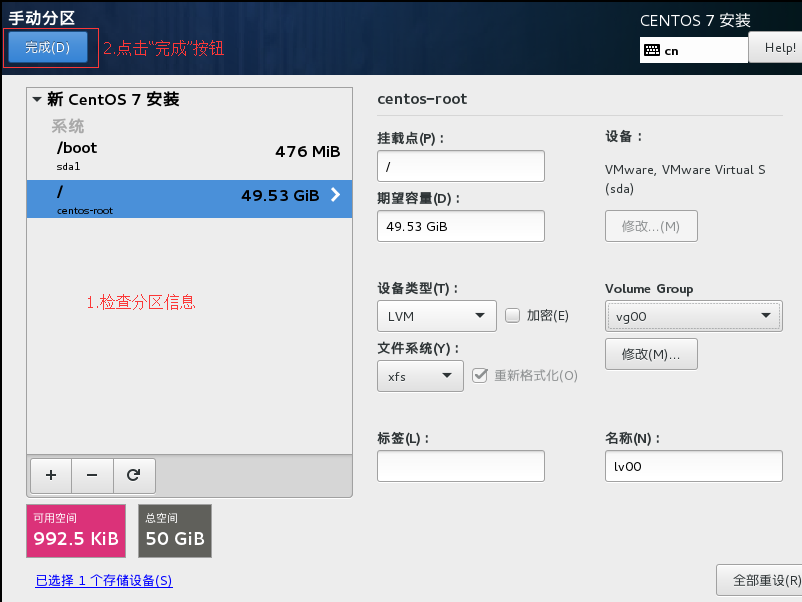 手动分区
CENTOS 7 安装
完成(D)
2.点击“完成”按钮
cn
Help!
新 CentOS 7 安装
系统
/boot
476 MiB
sda1
/
49.53 GiB
centos-root
1.检查分区信息
centos-root
挂载点(P)：
/
期望容量(D)：
49.53 GiB
设备：
VMware, VMware Virtual S
(sda)
修改...(M)
设备类型(T)：
LVM
加密(E)
文件系统(Y)：
xfs
重新格式化(O)
Volume Group
vg00
修改(M)...
标签(L)：
名称(N)：
lv00
可用空间
992.5 KiB
总空间
50 GiB
已选择 1 个存储设备(S)
全部重设(R)